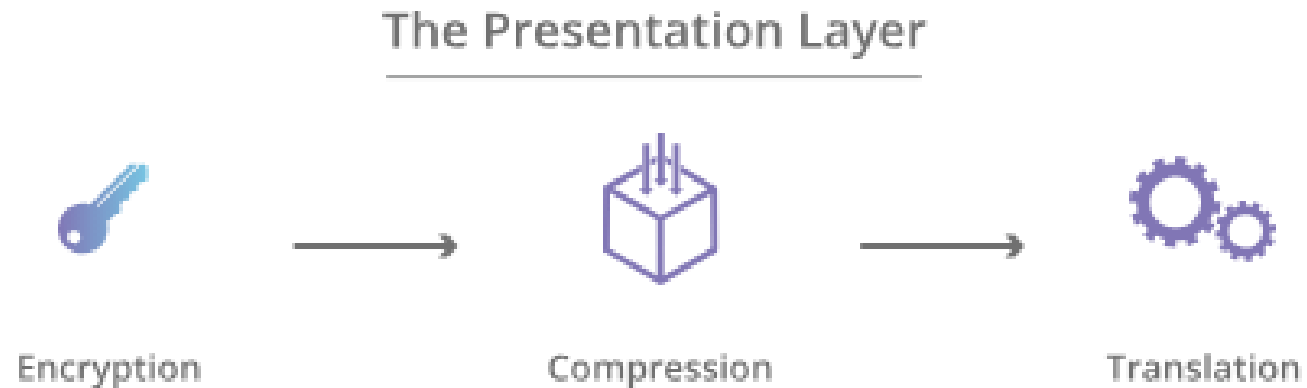 The Presentation Layer
Encryption
Compression
Translation